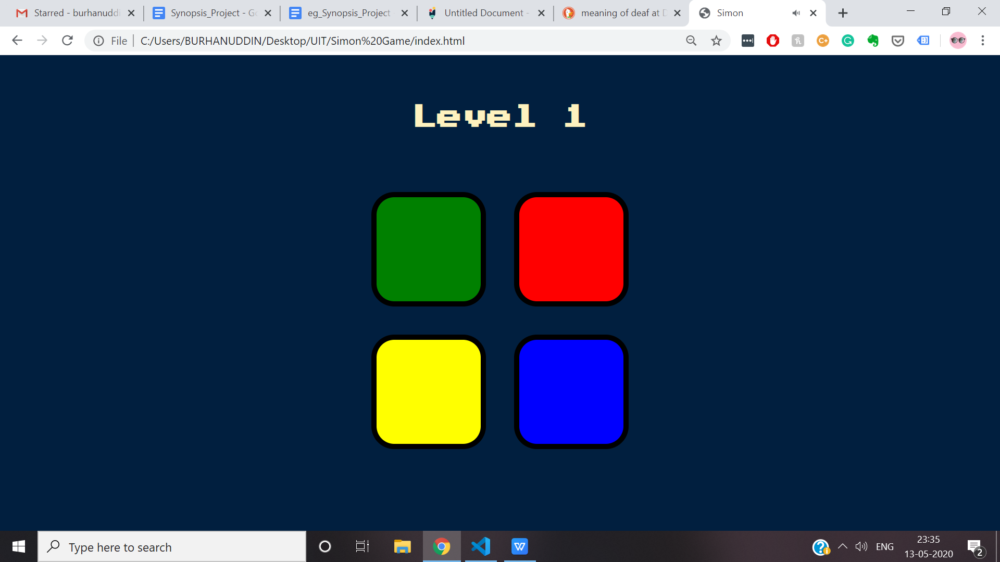 Starred - burhanuddi
Synopsis_Project - Go
eg_Synopsis_Project
Untitled Document -
meaning of deaf at D
Simon
File
C:/Users/BURHANUDDIN/Desktop/UIT/Simon%20Game/index.html
Level 1
Type here to search
ENG
23:35
13-05-2020
2